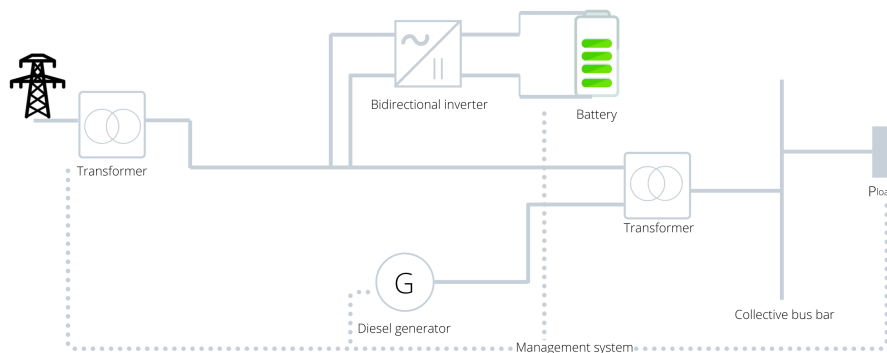 Bidirectional inverter
Battery
Transformer
Transformer
G
Diesel generator
Collective bus bar
Management system